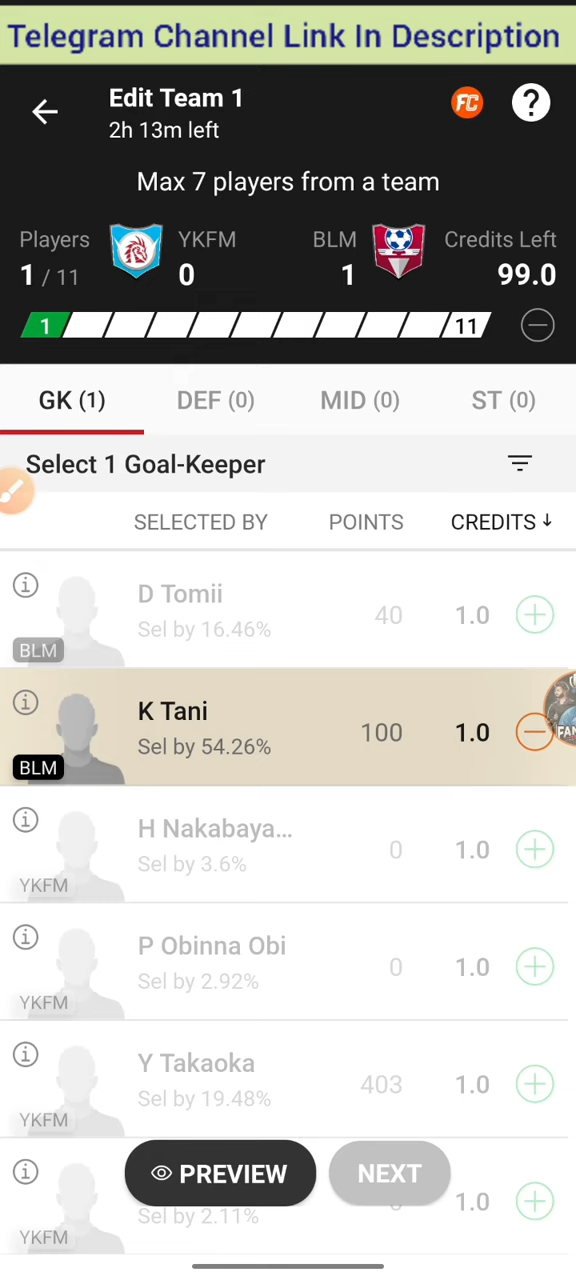 Telegram Channel Link In Description
Edit Team 1
2h 13m left
FC
?
Max 7 players from a team
Players
YKFM
BLM
Credits Left
1 / 11
0
1
99.0
1
11
GK (1)
DEF (0)
MID (0)
ST (0)
Select 1 Goal-Keeper
SELECTED BY
POINTS
CREDITS ↓
D Tomii
Sel by 16.46%
40
1.0
BLM
K Tani
Sel by 54.26%
100
1.0
BLM
FAN
H Nakabaya...
Sel by 3.6%
0
1.0
YKFM
P Obinna Obi
Sel by 2.92%
0
1.0
YKFM
Y Takaoka
Sel by 19.48%
403
1.0
YKFM
PREVIEW
NEXT
Sel by 2.11%
1.0
YKFM